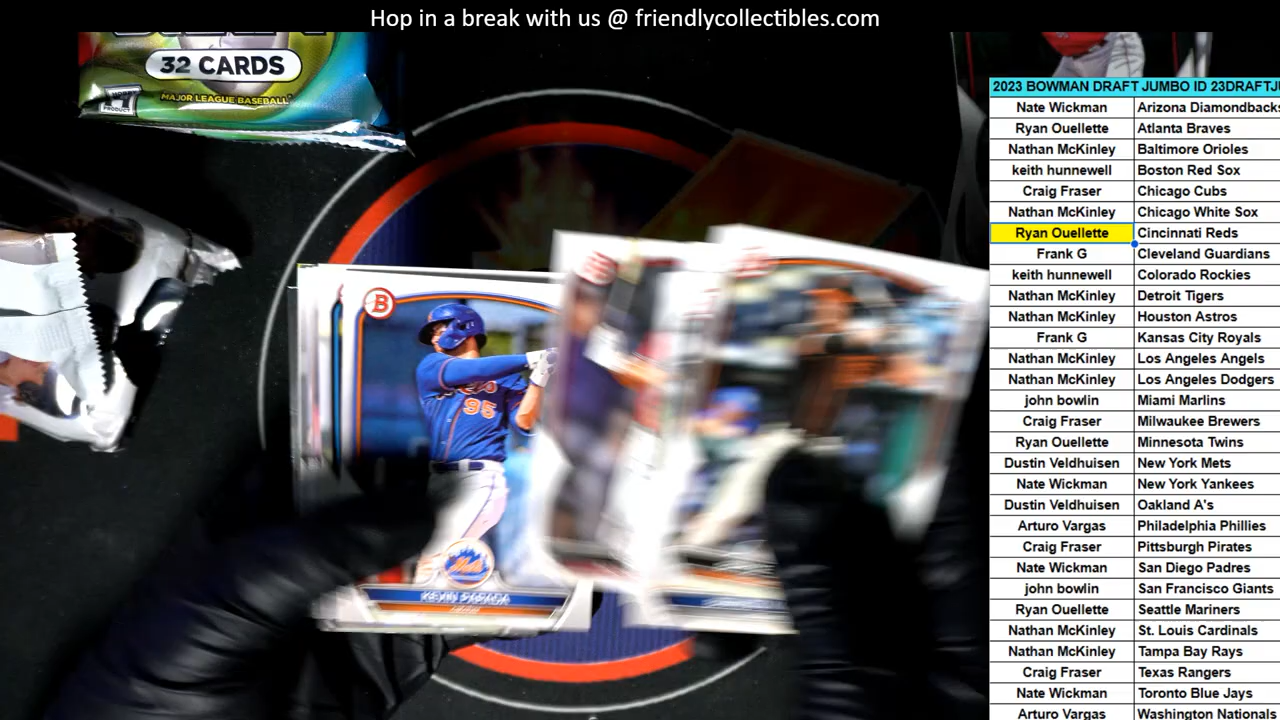 Hop in a break with us @ friendlycollectibles.com
32 CARDS
MAJOR LEAGUE BASEBALL
HOBBY
PRODUCT
2023 BOWMAN DRAFT JUMBO ID 23DRAFTJU
Nate Wickman Arizona Diamondbacks
Ryan Ouellette Atlanta Braves
Nathan McKinley Baltimore Orioles
keith hunnewell Boston Red Sox
Craig Fraser Chicago Cubs
Nathan McKinley Chicago White Sox
Ryan Ouellette Cincinnati Reds
Frank G Cleveland Guardians
keith hunnewell Colorado Rockies
Nathan McKinley Detroit Tigers
Nathan McKinley Houston Astros
Frank G Kansas City Royals
Nathan McKinley Los Angeles Angels
Nathan McKinley Los Angeles Dodgers
john bowlin Miami Marlins
Craig Fraser Milwaukee Brewers
Ryan Ouellette Minnesota Twins
Dustin Veldhuisen New York Mets
Nate Wickman New York Yankees
Dustin Veldhuisen Oakland A's
Arturo Vargas Philadelphia Phillies
Craig Fraser Pittsburgh Pirates
Nate Wickman San Diego Padres
john bowlin San Francisco Giants
Ryan Ouellette Seattle Mariners
Nathan McKinley St. Louis Cardinals
Nathan McKinley Tampa Bay Rays
Craig Fraser Texas Rangers
Nate Wickman Toronto Blue Jays
Arturo Vargas Washington Nationals
B
95
Mets
KEVIN PARADA